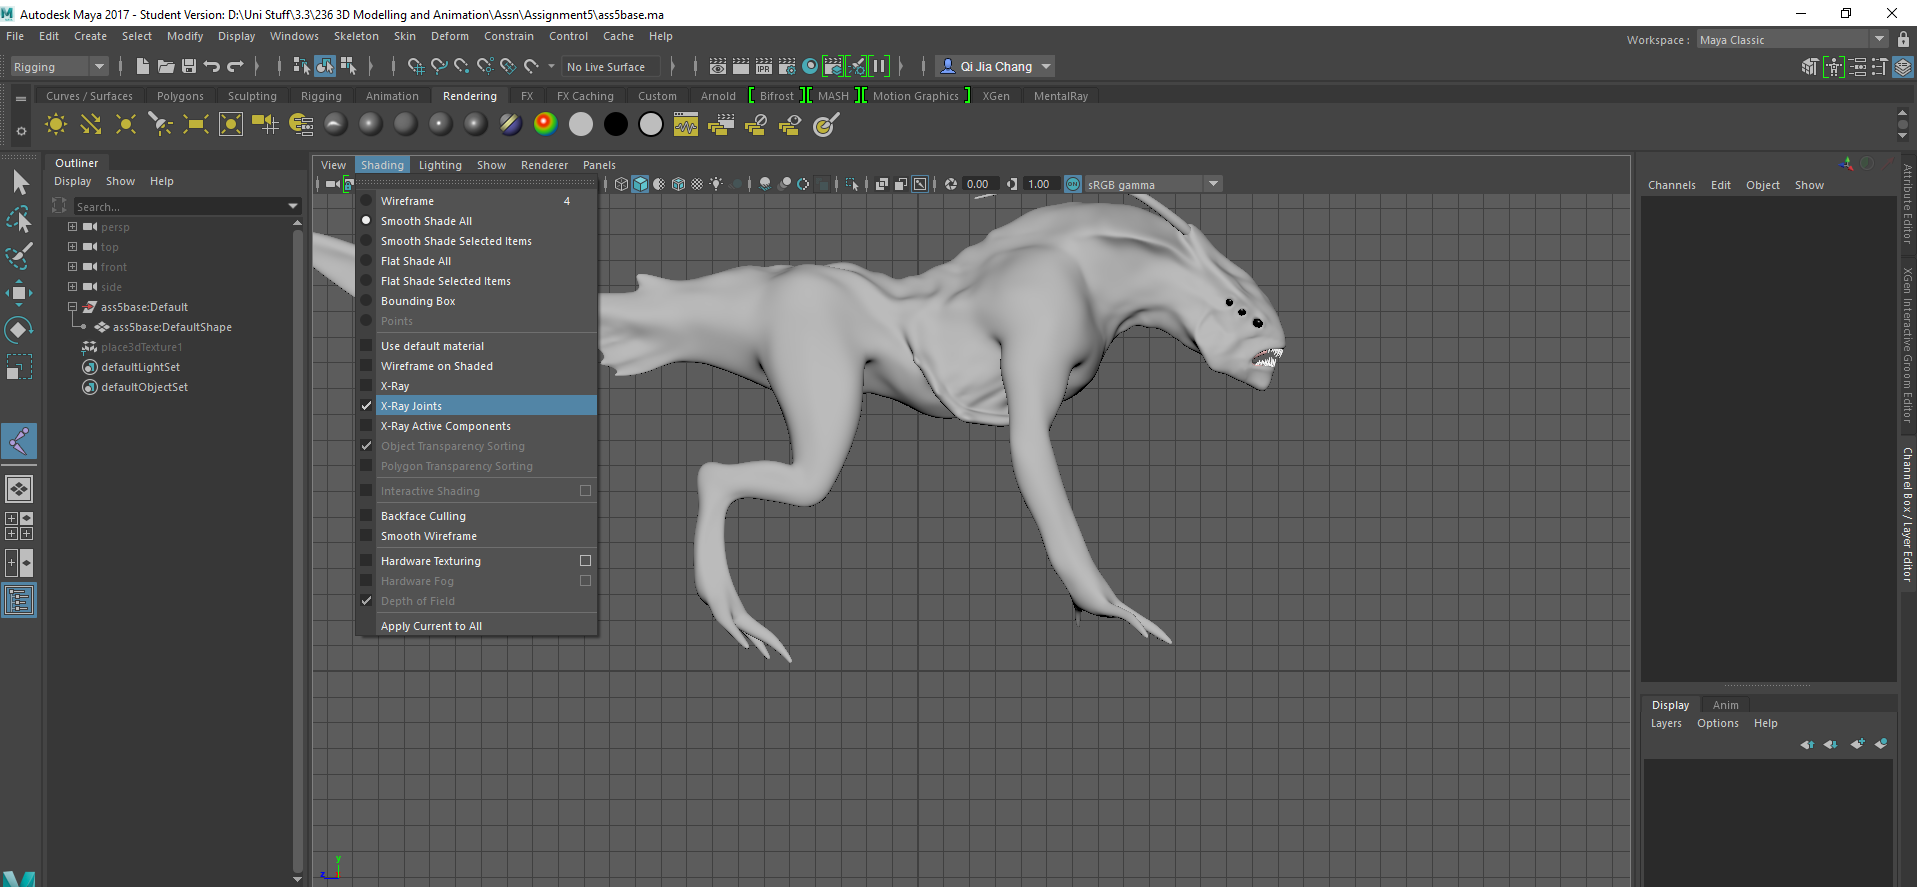 Autodesk Maya 2017 - Student Version: D:\Uni Stuff\3.3\236 3D Modelling and Animation\Assn\Assignment5\ass5base.ma
File Edit Create Select Modify Display Windows Skeleton Skin Deform Constrain Control Cache Help
Workspace : Maya Classic
Rigging No Live Surface IPR Qi Jia Chang
Curves / Surfaces Polygons Sculpting Rigging Animation Rendering FX FX Caching Custom Arnold Bifrost MASH Motion Graphics XGen MentalRay
Outliner
Display Show Help
Search...
persp
top
front
side
ass5base:Default
ass5base:DefaultShape
place3dTexture1
defaultLightSet
defaultObjectSet
View Shading Lighting Show Renderer Panels
0.00 1.00 ON sRGB gamma
Wireframe 4
Smooth Shade All
Smooth Shade Selected Items
Flat Shade All
Flat Shade Selected Items
Bounding Box
Points
Use default material
Wireframe on Shaded
X-Ray
X-Ray Joints
X-Ray Active Components
Object Transparency Sorting
Polygon Transparency Sorting
Interactive Shading
Backface Culling
Smooth Wireframe
Hardware Texturing
Hardware Fog
Depth of Field
Apply Current to All
y
z
Channels Edit Object Show
Attribute Editor
XGen Interactive Groom Editor
Channel Box / Layer Editor
Display Anim
Layers Options Help